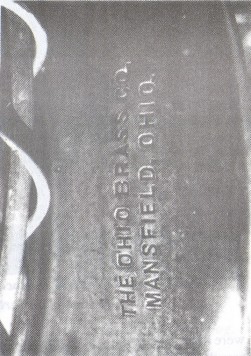 THE OHIO BRASS CO.
MANSFIELD, OHIO.